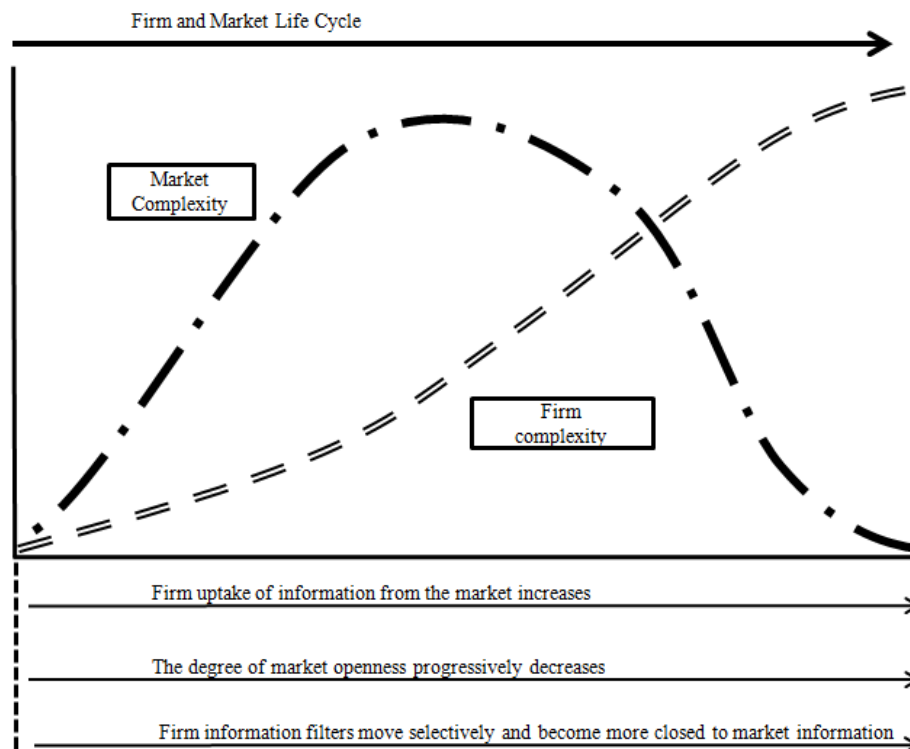 Firm and Market Life Cycle
Market
Complexity
Firm
complexity
Firm uptake of information from the market increases
The degree of market openness progressively decreases
Firm information filters move selectively and become more closed to market information